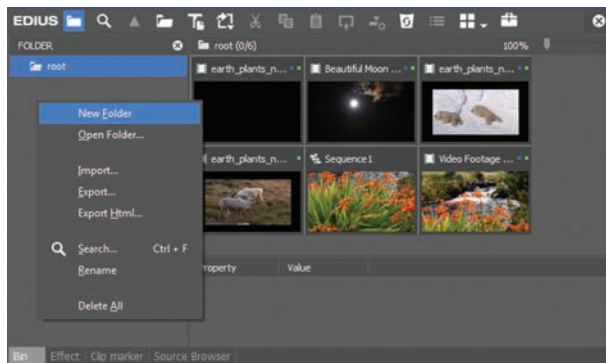 EDIUS
FOLDER
root (0/6)
100%
root
earth_plants_n...
Beautiful Moon ...
earth_plants_n...
New Folder
Open Folder...
Import...
Export...
Export Html...
Search... Ctrl + F
Rename
Delete All
earth_plants_n...
Sequence1
Video Footage ...
roperty
Value
Bin
Effect
Clip marker
Source Browser